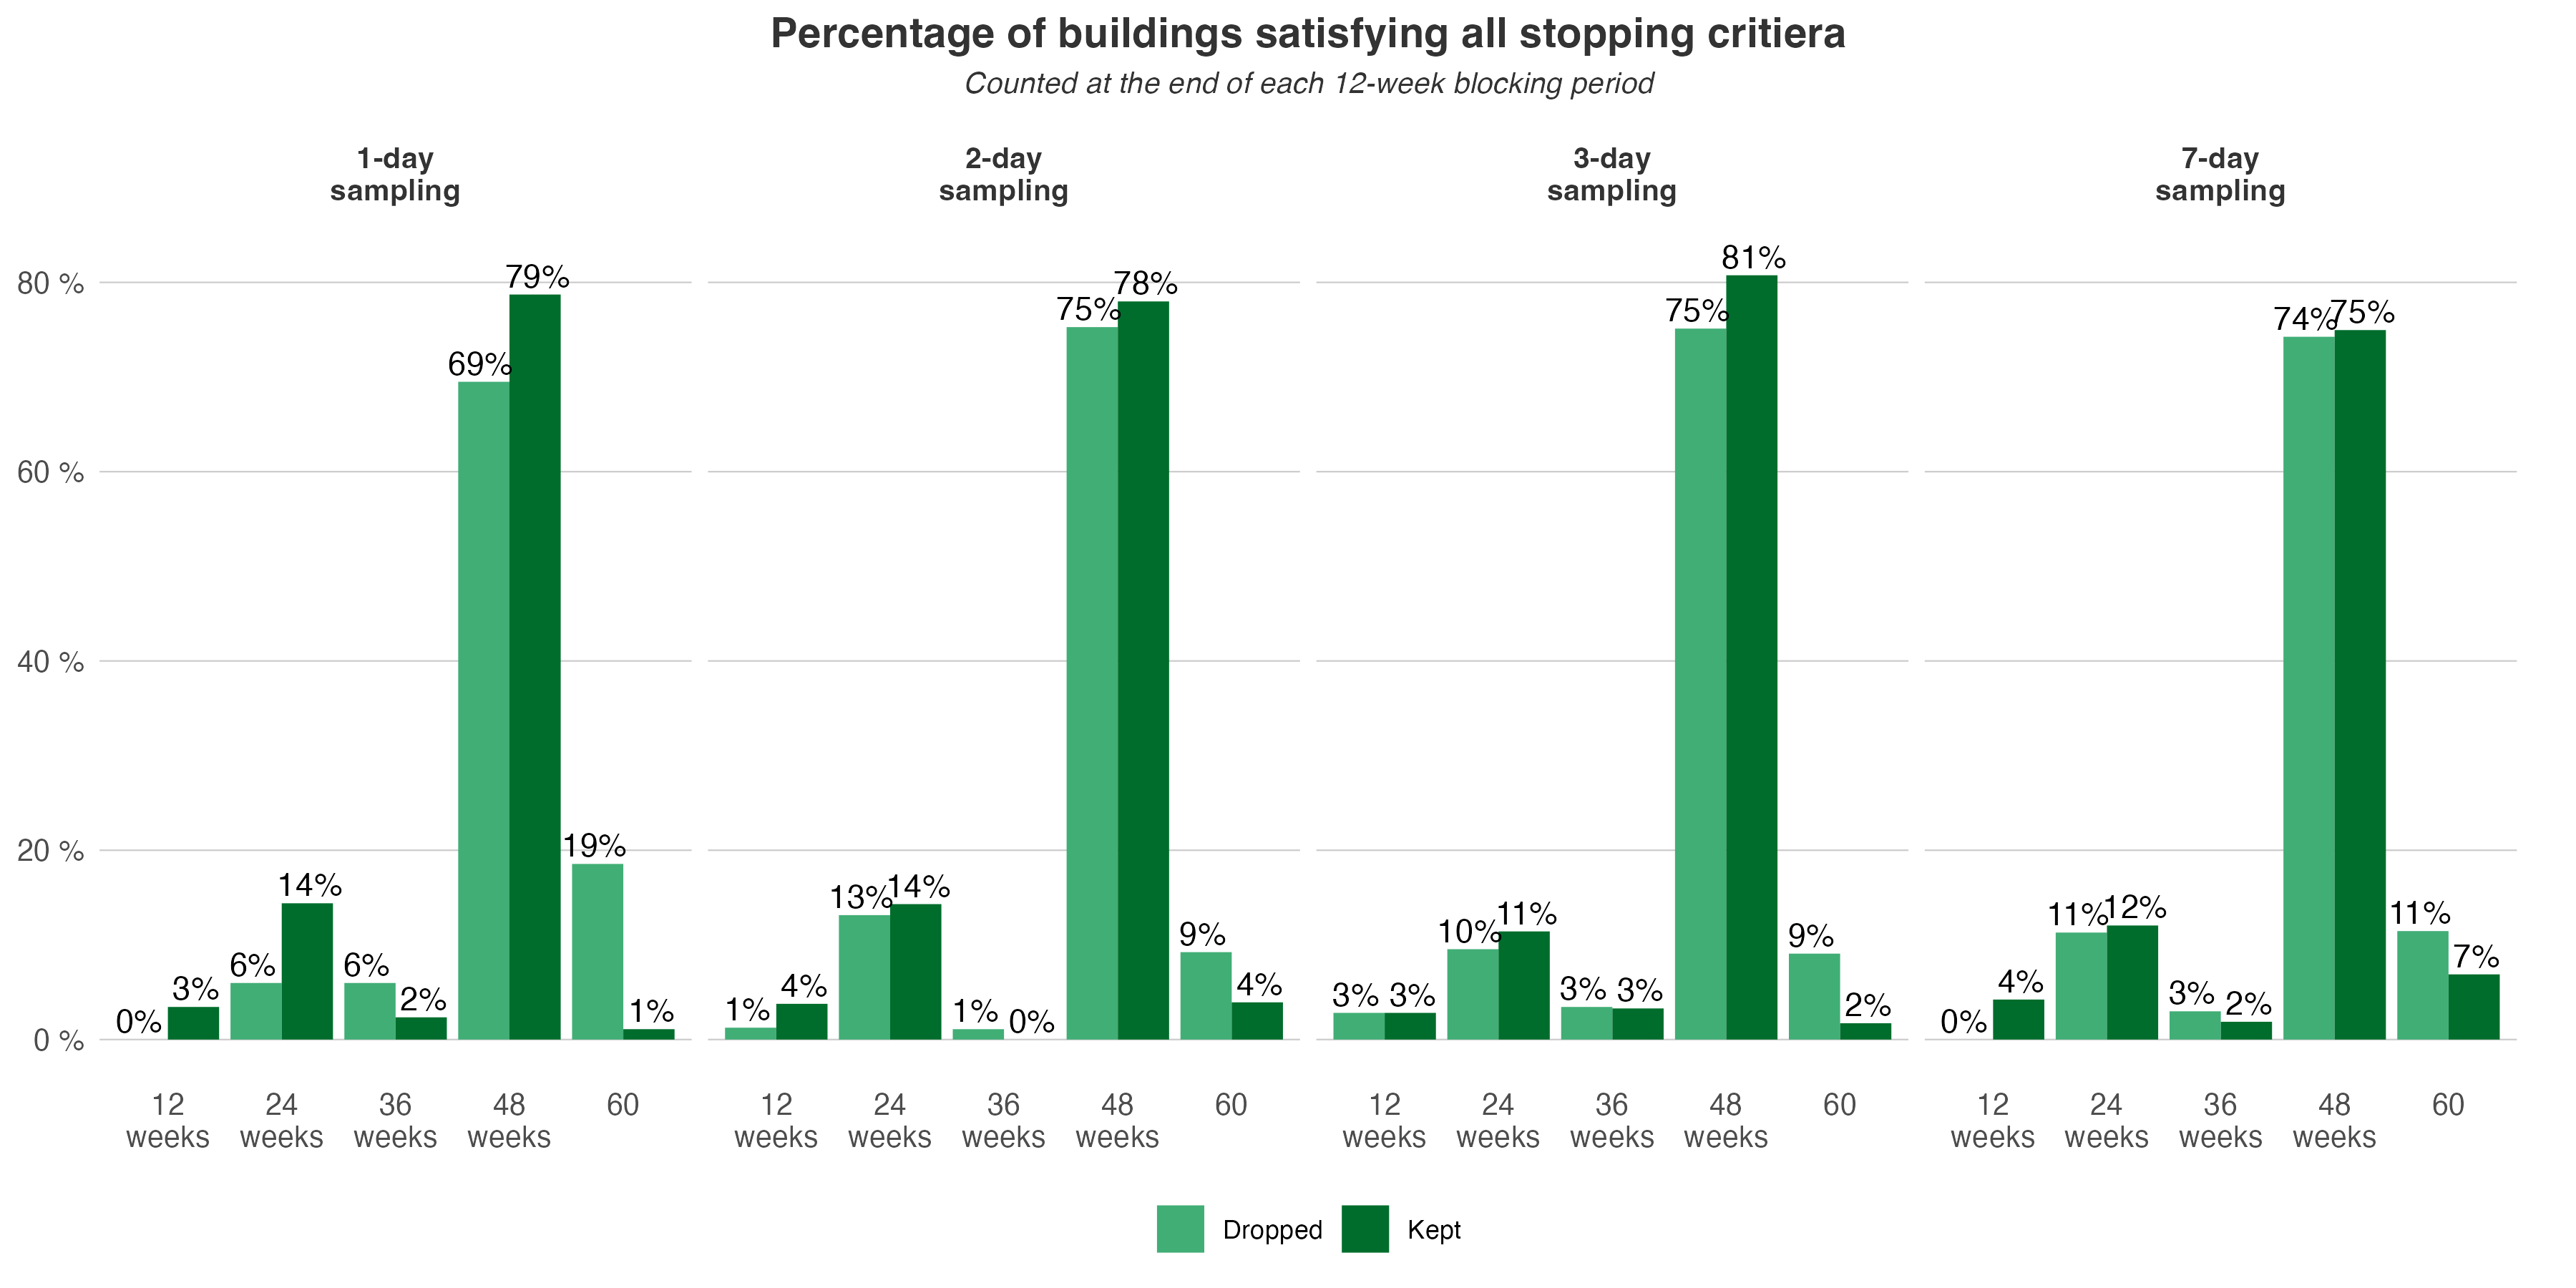 Percentage of buildings satisfying all stopping critiera
Counted at the end of each 12-week blocking period
1-day
sampling
2-day
sampling
3-day
sampling
7-day
sampling
80 %
60 %
40 %
20 %
0 %
0%
3%
6%
14%
6%
2%
69%
79%
19%
1%
1%
4%
13%
14%
1%
0%
75%
78%
9%
4%
3%
3%
10%
11%
3%
3%
75%
81%
9%
2%
0%
4%
11%
12%
3%
2%
74%
75%
11%
7%
12
weeks
24
weeks
36
weeks
48
weeks
60
12
weeks
24
weeks
36
weeks
48
weeks
60
12
weeks
24
weeks
36
weeks
48
weeks
60
12
weeks
24
weeks
36
weeks
48
weeks
60
Dropped
Kept